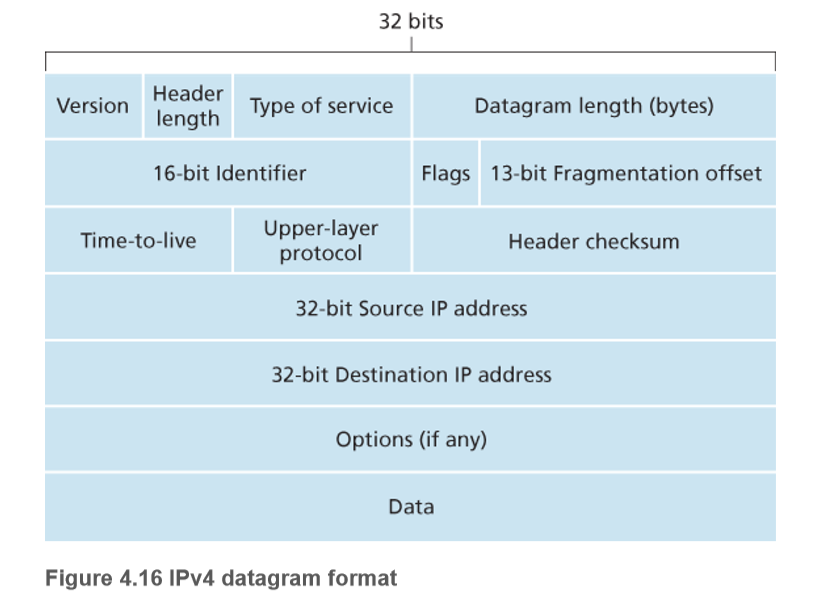 32 bits
Version
Header
length
Type of service
Datagram length (bytes)
16-bit Identifier
Flags
13-bit Fragmentation offset
Time-to-live
Upper-layer
protocol
Header checksum
32-bit Source IP address
32-bit Destination IP address
Options (if any)
Data
Figure 4.16 IPv4 datagram format